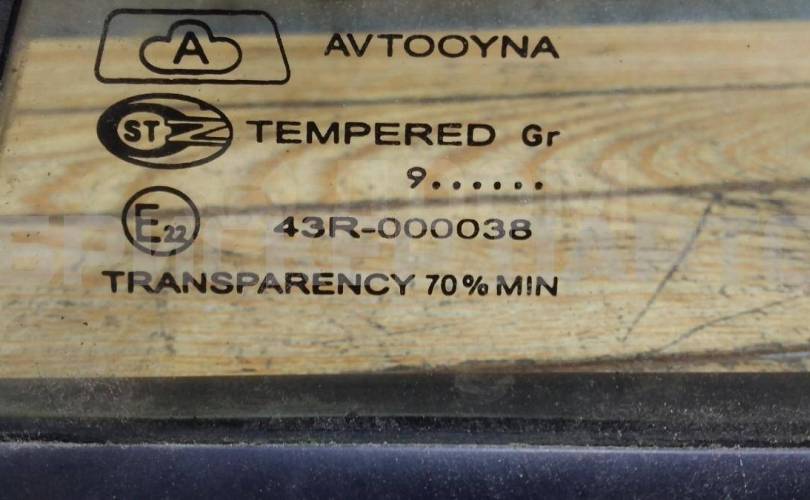 A AVTOOYNA
ST TEMPERED Gr
9......
E22 43R-000038
TRANSPARENCY 70% MIN